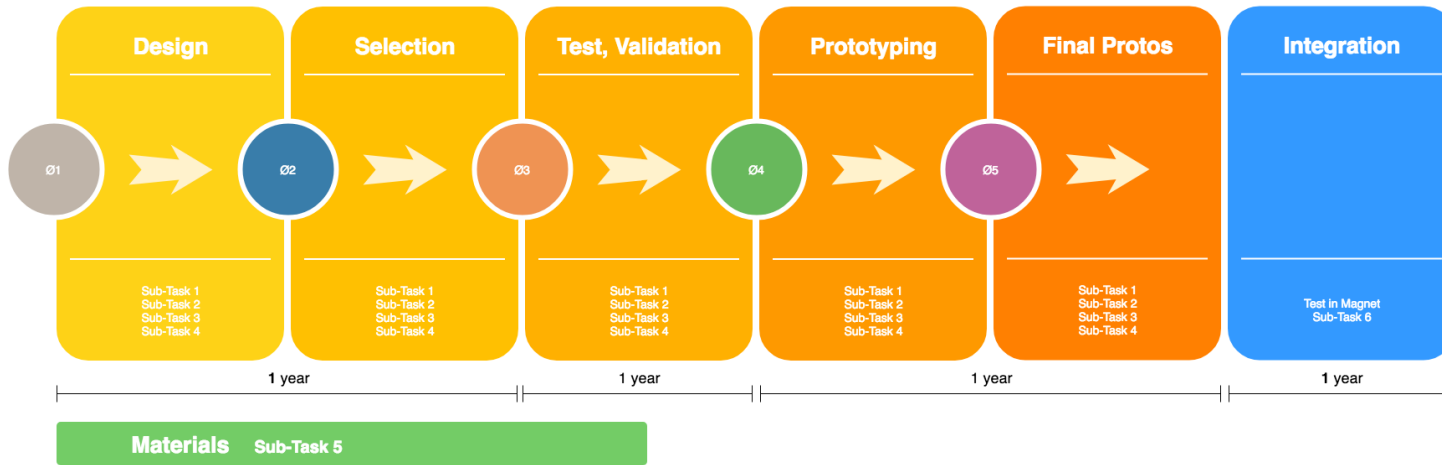 Design
Selection
Test, Validation
Prototyping
Final Protos
Integration
Ø1
Ø2
Ø3
Ø4
Ø5
Sub-Task 1
Sub-Task 2
Sub-Task 3
Sub-Task 4
Sub-Task 1
Sub-Task 2
Sub-Task 3
Sub-Task 4
Sub-Task 1
Sub-Task 2
Sub-Task 3
Sub-Task 4
Sub-Task 1
Sub-Task 2
Sub-Task 3
Sub-Task 4
Sub-Task 1
Sub-Task 2
Sub-Task 3
Sub-Task 4
Test in Magnet
Sub-Task 6
1 year
1 year
1 year
1 year
Materials Sub-Task 5